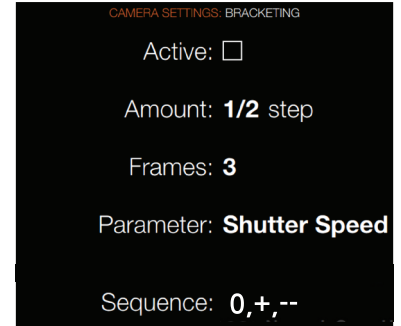 CAMERA SETTINGS: BRACKETING
Active:
Amount: 1/2 step
Frames: 3
Parameter: Shutter Speed
Sequence: 0,+,--